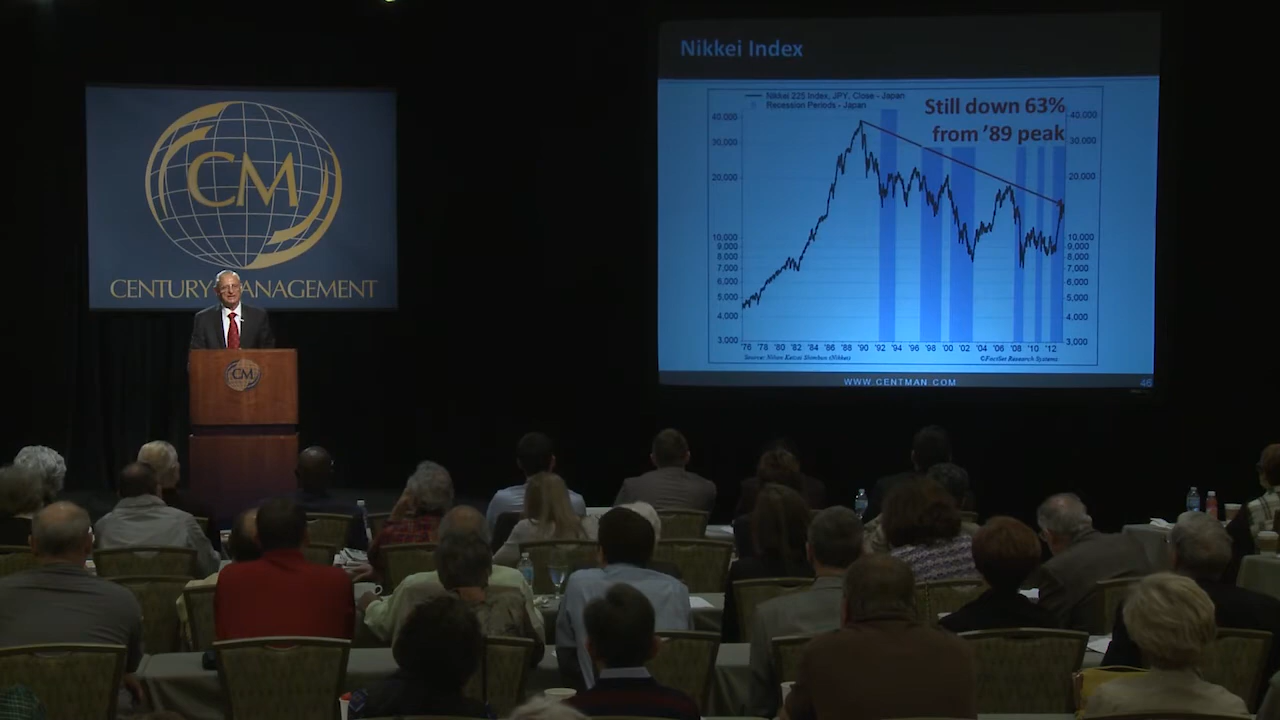 CM
CENTURY MANAGEMENT
CM
Nikkei Index
Nikkei 225 Index, JPY, Close - Japan
Recession Periods - Japan
Still down 63%
from '89 peak
40,000 40,000
30,000 30,000
20,000 20,000
10,000 10,000
9,000 9,000
8,000 8,000
7,000 7,000
6,000 6,000
5,000 5,000
4,000 4,000
3,000 3,000
'76 '78 '80 '82 '84 '86 '88 '90 '92 '94 '96 '98 '00 '02 '04 '06 '08 '10 '12
Source: Nihon Keizai Shimbun (Nikkei) ©FactSet Research Systems
WWW.CENTMAN.COM 46